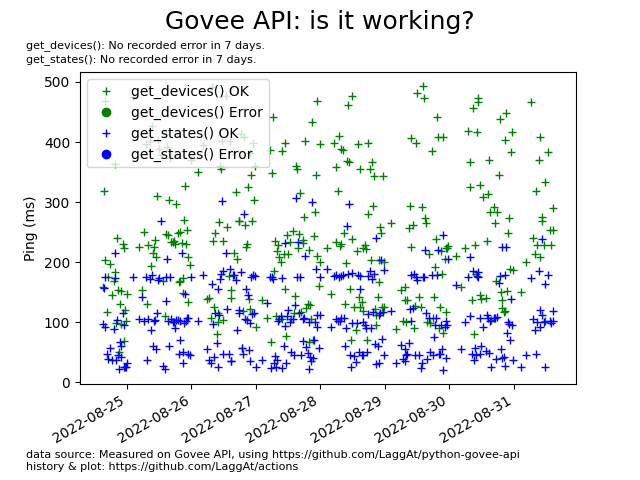 Govee API: is it working?
get_devices(): No recorded error in 7 days.
get_states(): No recorded error in 7 days.
500
400
300
200
100
0
Ping (ms)
get_devices() OK
get_devices() Error
get_states() OK
get_states() Error
2022-08-25
2022-08-26
2022-08-27
2022-08-28
2022-08-29
2022-08-30
2022-08-31
data source: Measured on Govee API, using https://github.com/LaggAt/python-govee-api
history & plot: https://github.com/LaggAt/actions